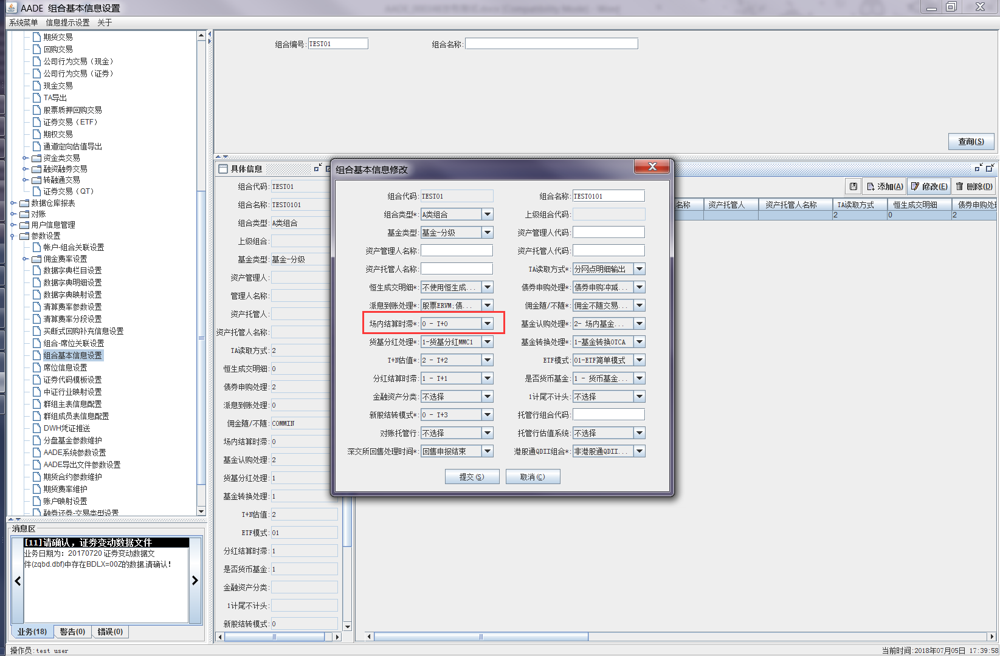 AADE 组合基本信息设置
系统菜单 信息提示设置 关于
期货交易
回购交易
公司行为交易（现金）
公司行为交易（证券）
现金交易
TA导出
股票质押回购交易
证券交易（ETF）
期权交易
通道定向估值导出
资金类交易
融资融券交易
转融通交易
证券交易（QT）
数据仓库报表
对账
用户信息管理
参数设置
帐户-组合关联设置
佣金费率设置
数据字典栏目设置
数据字典明细设置
数据字典映射设置
清算费率参数设置
清算费率分段设置
买断式回购补充信息设置
组合-席位关联设置
组合基本信息设置
席位信息设置
证券代码模板设置
中证行业映射设置
群组主表信息配置
群组成员表信息配置
DWH凭证推送
分盘基金参数维护
AADE系统参数设置
AADE导出文件参数设置
期货合约参数维护
期货费率维护
账户映射设置
融券还券-交易类型设置
消息区
[11]请确认，证券变动数据文件
业务日期为：20170720 证券变动数据文
件(zqbd.dbf)中存在BDLX=00Z的数据,请确认!
业务(18) 警告(0) 错误(0)
组合编号: TEST01 组合名称:
查询(S)
具体信息
组合代码: TEST01
组合名称: TEST0101
组合类型: A类组合
上级组合:
基金类型: 基金-分级
资产管理人:
管理人名称:
资产托管人:
资产托管人名称:
TA读取方式: 2
恒生成交明细: 0
债券申购处理: 2
派息到账处理: 0
佣金随/不随: COMMIN
场内结算时滞: 0
基金认购处理: 2
货基分红处理: 1
基金转换处理: 1
T+N估值: 2
ETF模式: 01
分红结算时滞: 1
是否货币基金: 1
金融资产分类:
1计尾不计头:
新股结转模式: 0
添加(A) 修改(E) 删除(D)
名称 资产托管人 资产托管人名称 TA读取方式 恒生成交明细 债券申购处
2 0 2
组合基本信息修改
组合代码: TEST01 组合名称: TEST0101
组合类型*: A类组合 上级组合代码:
基金类型: 基金-分级 资产管理人代码:
资产管理人名称: 资产托管人代码:
资产托管人名称: TA读取方式*: 分网点明细输出
恒生成交明细*: 不使用恒生成... 债券申购处理*: 债券申购冲减...
派息到账处理*: 股票ERVM;债... 佣金随/不随*: 佣金不随交易...
场内结算时滞*: 0 - T+0 基金认购处理*: 2- 场内基金...
货基分红处理*: 1-货基分红MMC1 基金转换处理*: 1-基金转换OTCA
T+N估值*: 2 - T+2 ETF模式: 01-ETF简单模式
分红结算时滞: 1 - T+1 是否货币基金: 1 - 货币基金...
金融资产分类: 不选择 1计尾不计头: 不选择
新股结转模式*: 0 - T+3 托管行组合代码:
对账托管行: 不选择 托管行估值系统: 不选择
深交所回售处理时间*: 回售申报结束 港股通QDII组合*: 非港股通QDII...
提交(S) 取消(C)
操作员:test user 当前时间:2018年07月05日 17:39:58